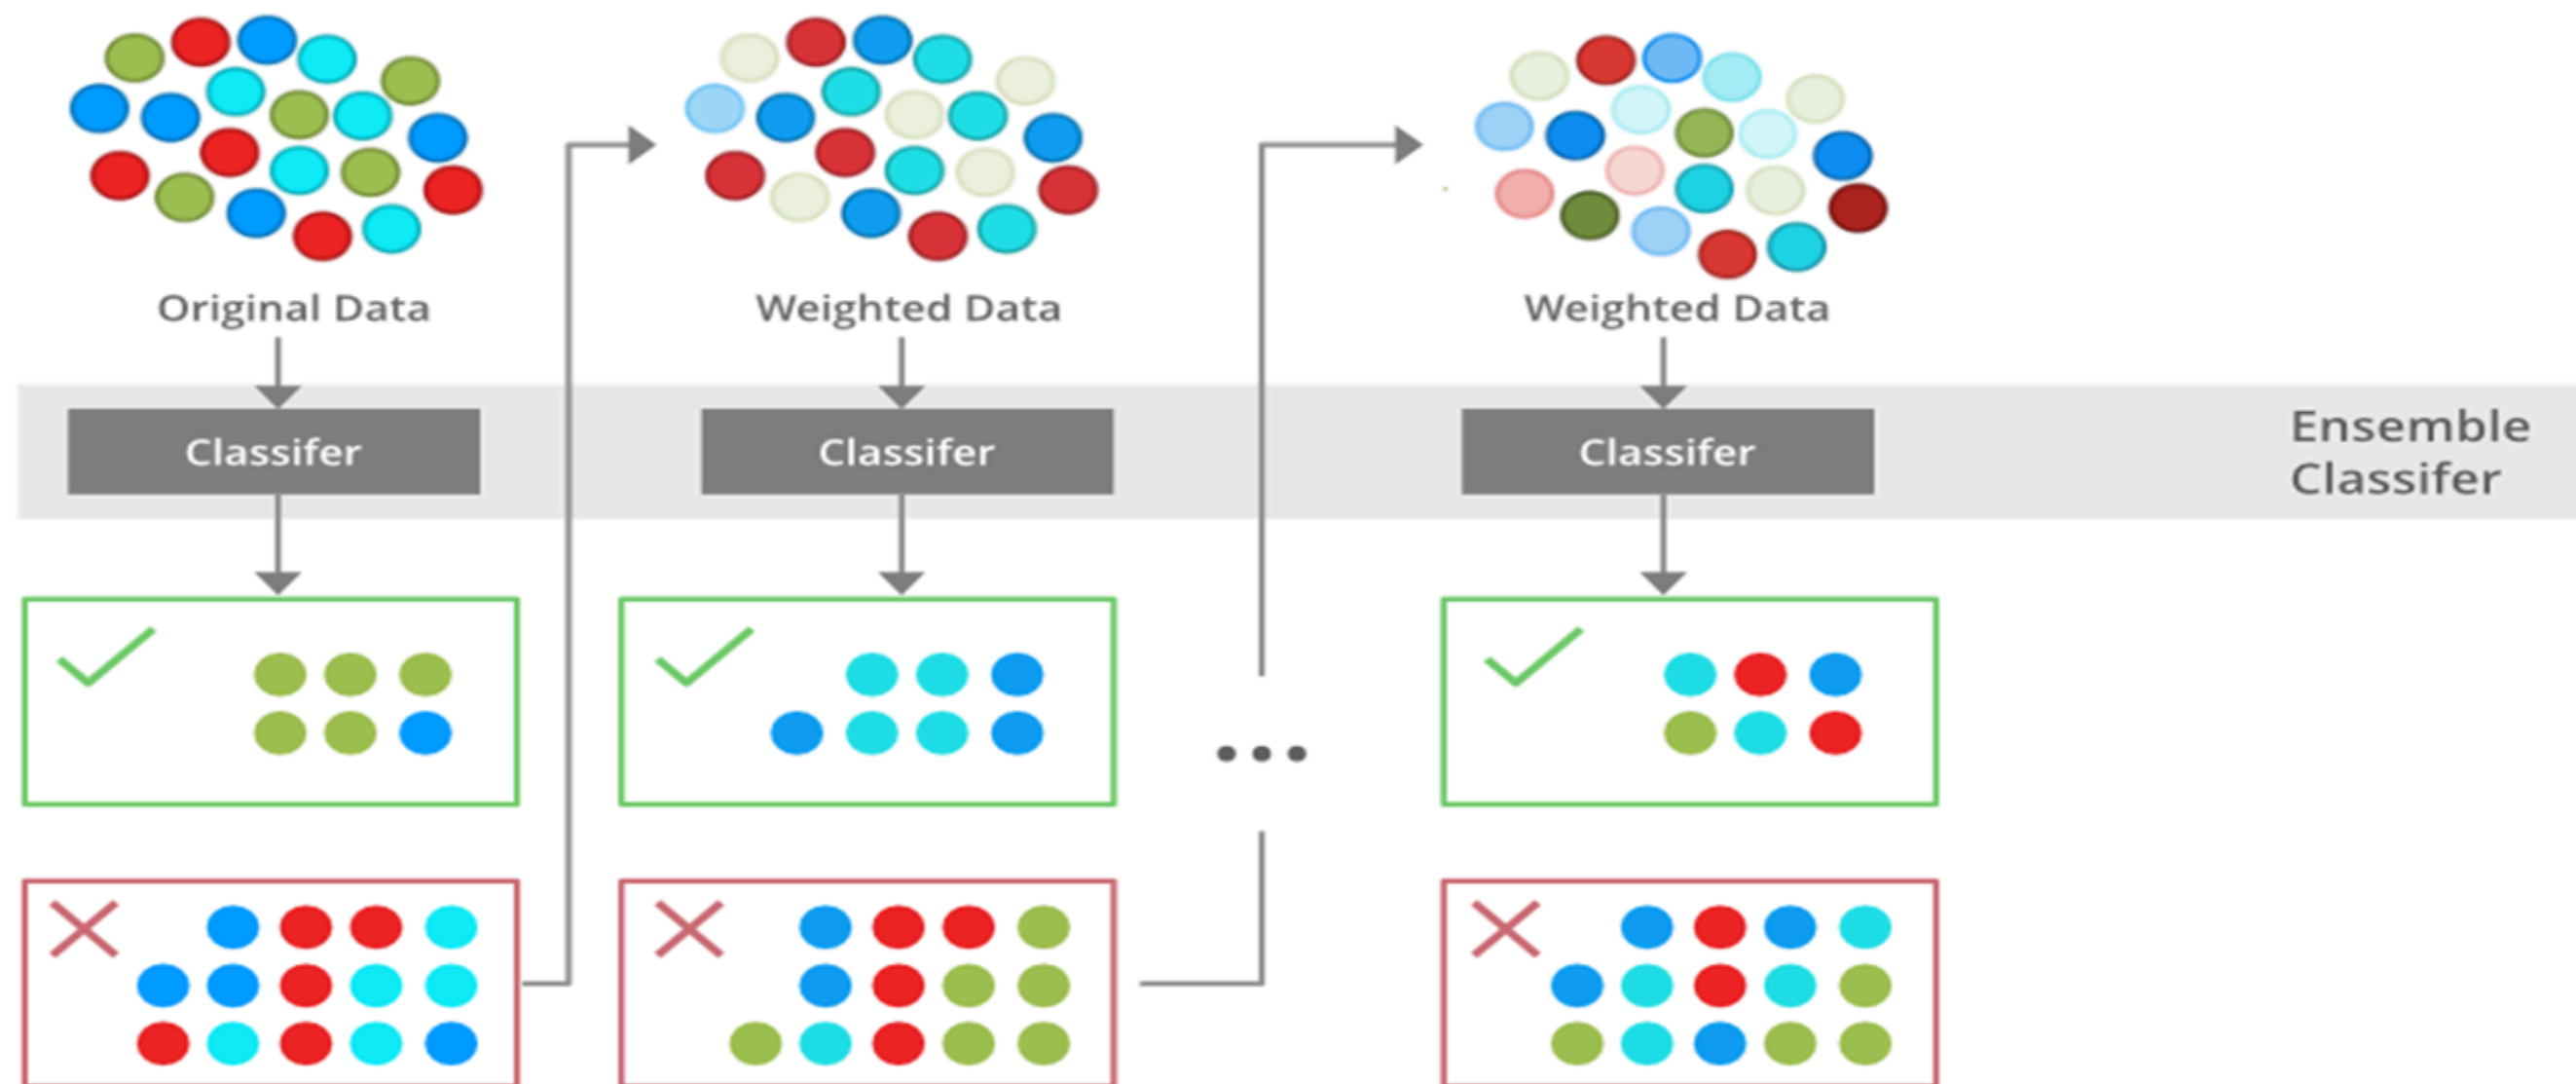 Original Data
Weighted Data
Weighted Data
Classifer
Classifer
Classifer
Ensemble
Classifer